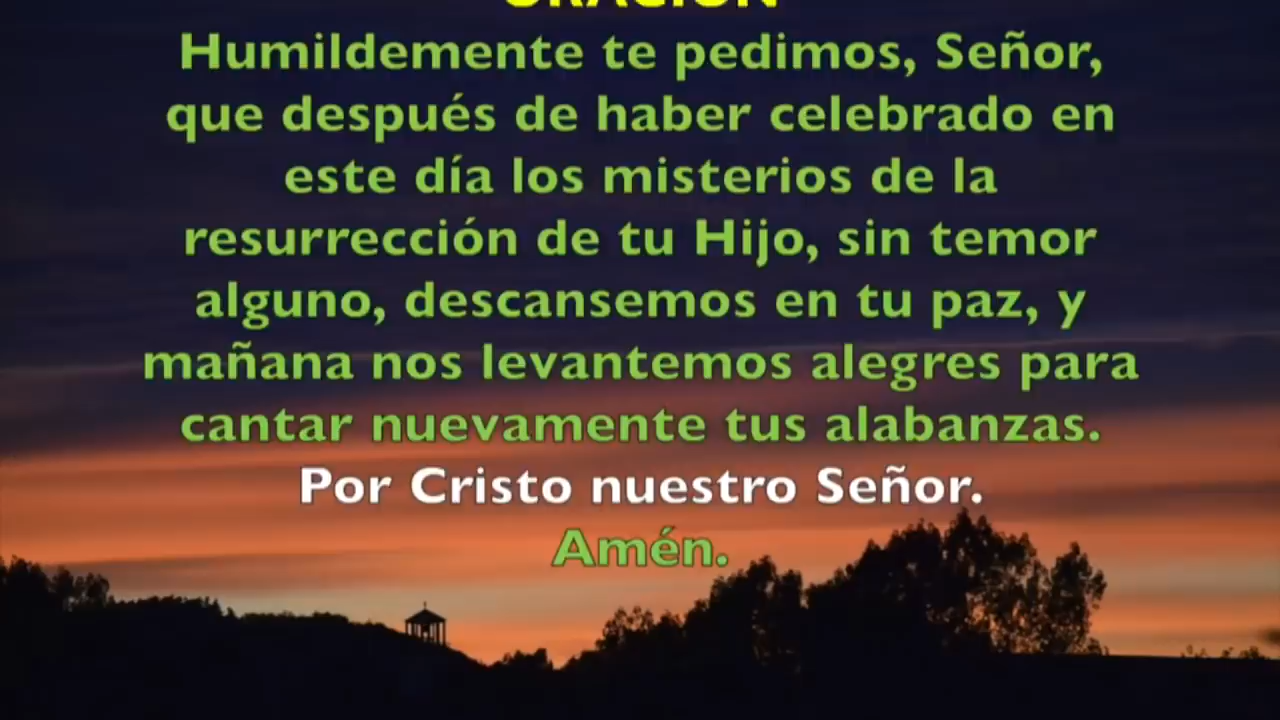 ORACIÓN
Humildemente te pedimos, Señor,
que después de haber celebrado en
este día los misterios de la
resurrección de tu Hijo, sin temor
alguno, descansemos en tu paz, y
mañana nos levantemos alegres para
cantar nuevamente tus alabanzas.
Por Cristo nuestro Señor.
Amén.